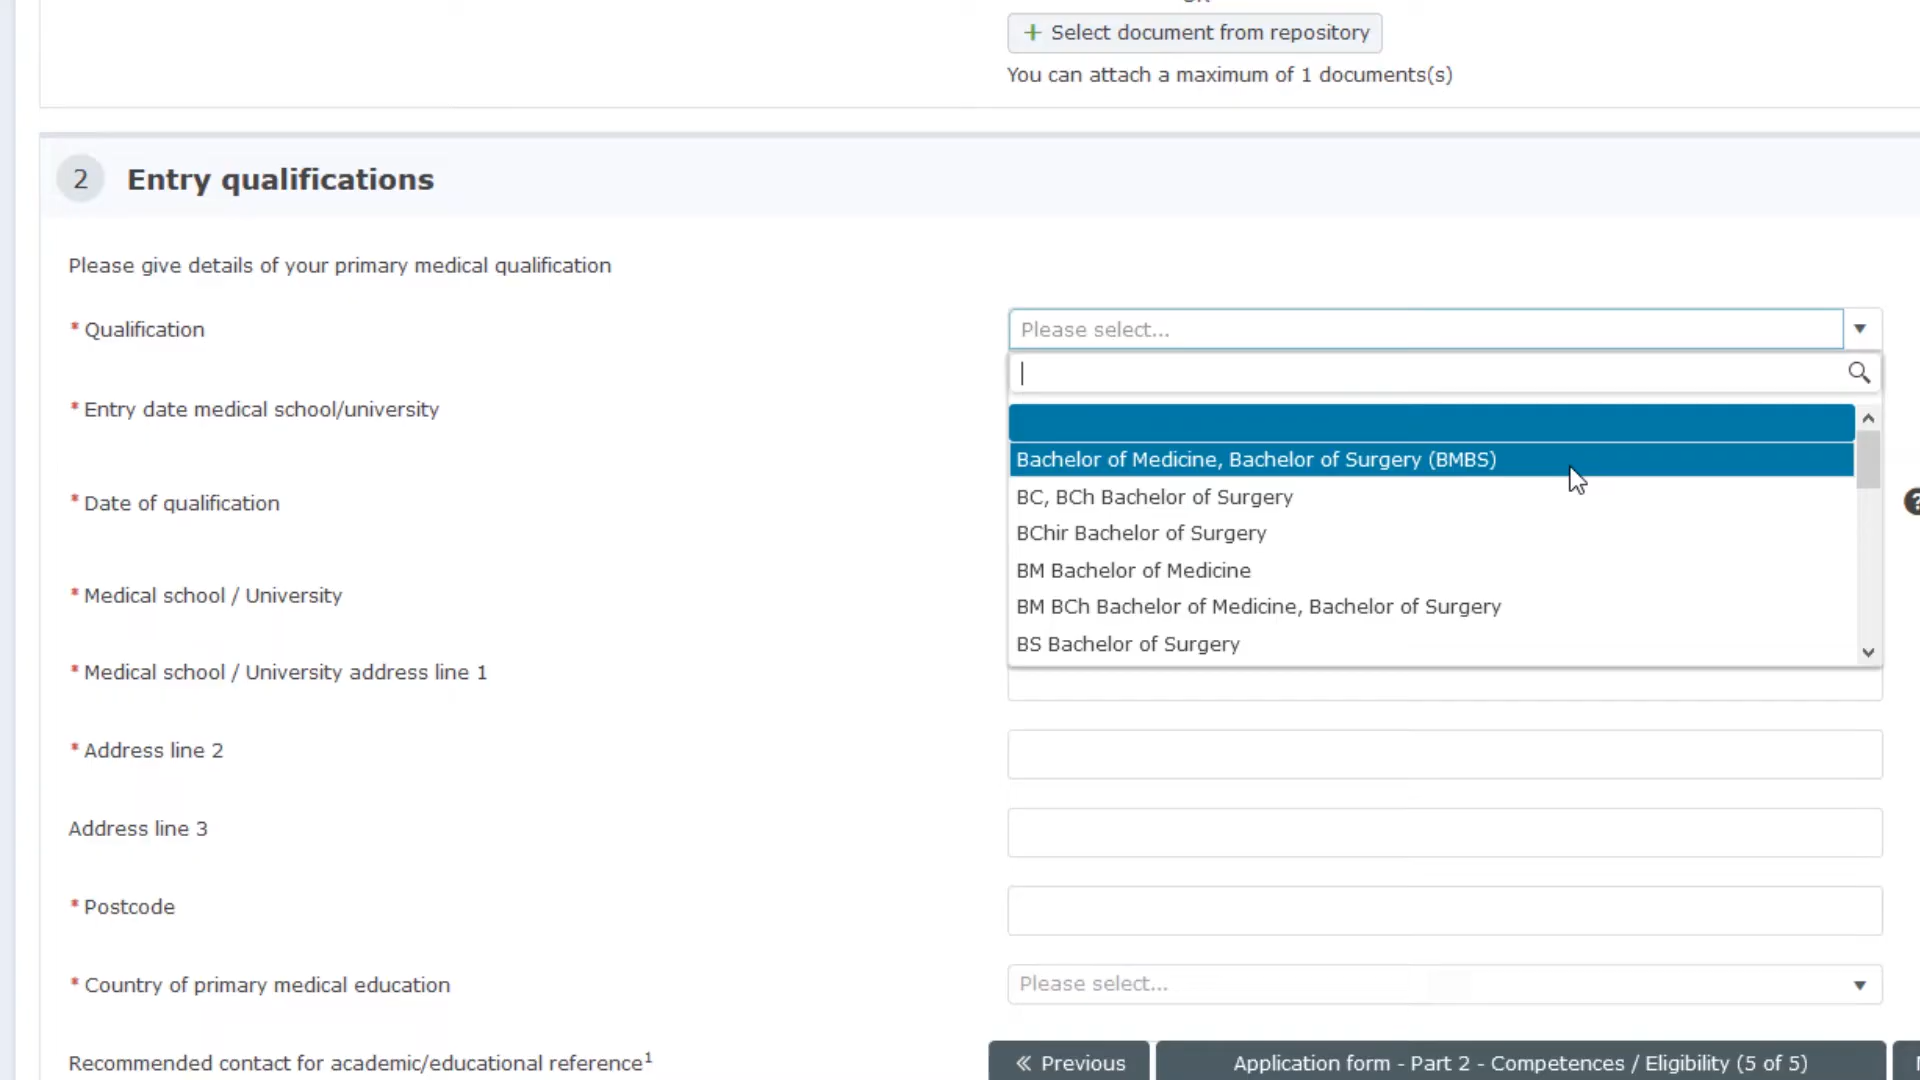 + Select document from repository
You can attach a maximum of 1 documents(s)
2 Entry qualifications
Please give details of your primary medical qualification
* Qualification
Please select...
* Entry date medical school/university
Bachelor of Medicine, Bachelor of Surgery (BMBS)
BC, BCh Bachelor of Surgery
* Date of qualification
BChir Bachelor of Surgery
BM Bachelor of Medicine
* Medical school / University
BM BCh Bachelor of Medicine, Bachelor of Surgery
BS Bachelor of Surgery
* Medical school / University address line 1
* Address line 2
Address line 3
* Postcode
* Country of primary medical education
Please select...
Recommended contact for academic/educational reference1
« Previous
Application form - Part 2 - Competences / Eligibility (5 of 5)